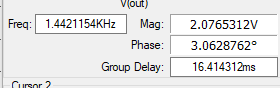 V(out)
Freq: 1.4421154KHz Mag: 2.0765312V
Phase: 3.0628762°
Group Delay: 16.414312ms
Cursor 2